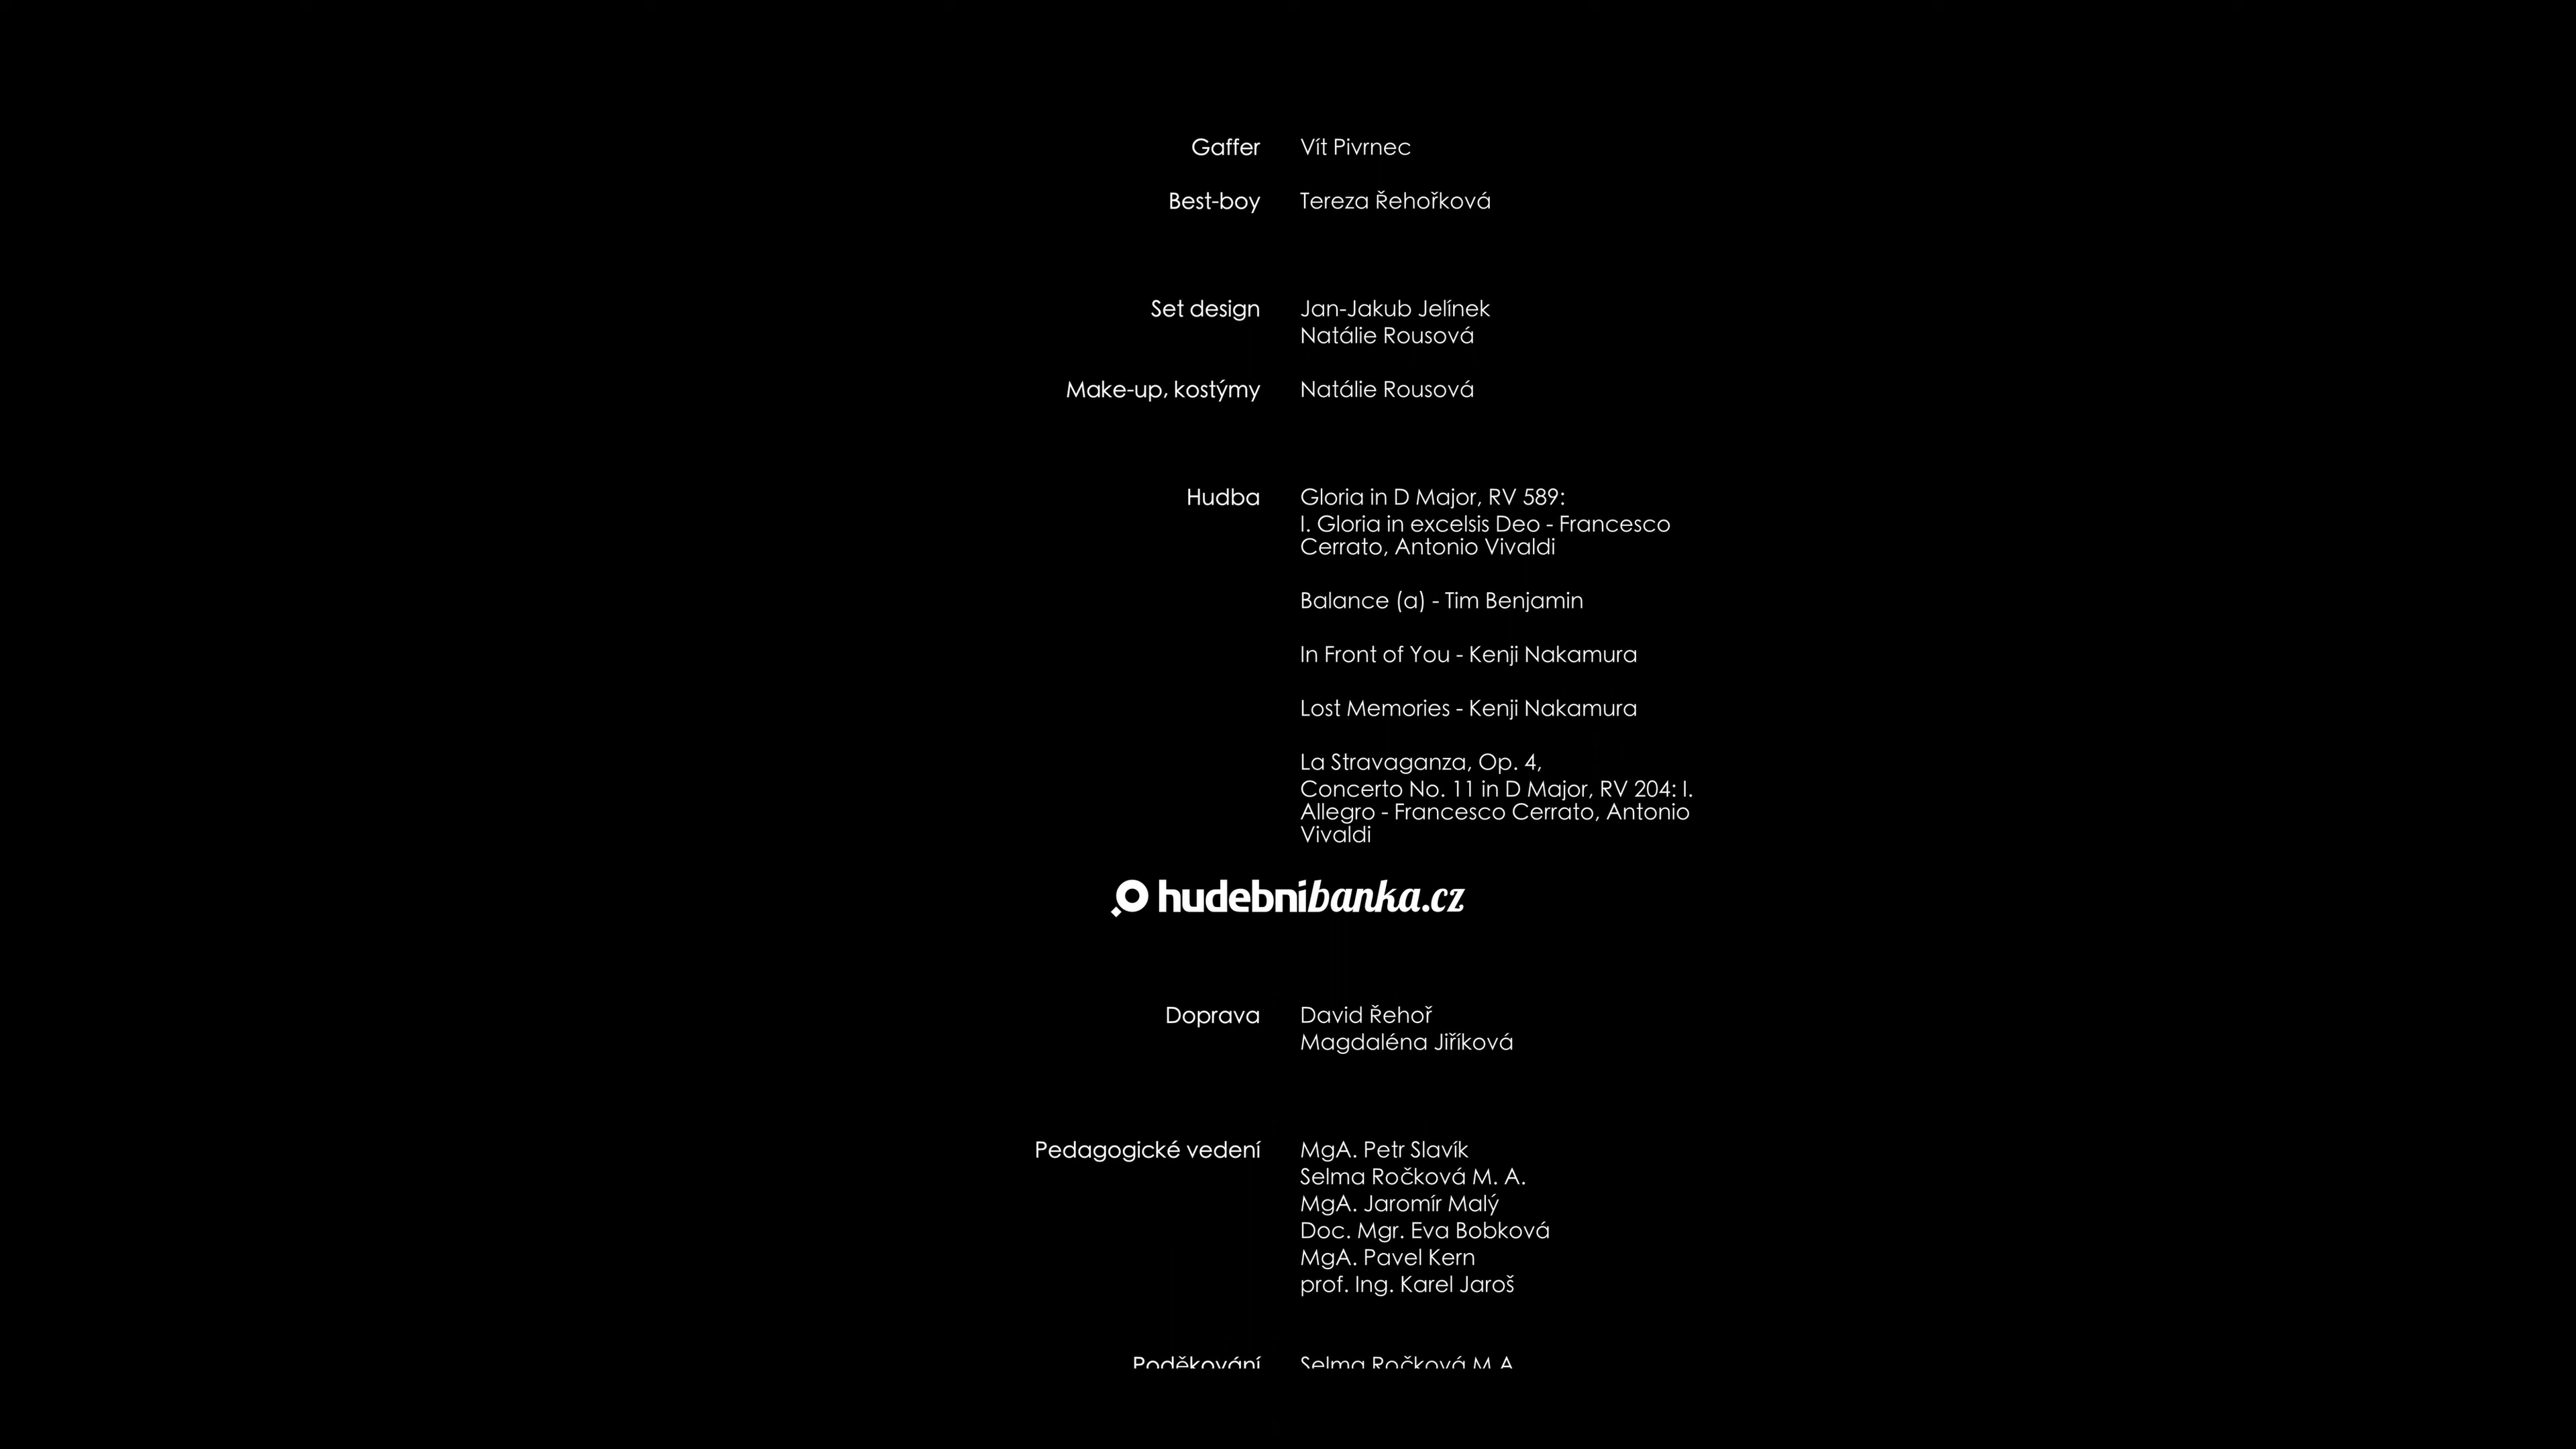 Gaffer Vít Pivrnec
Best-boy Tereza Řehořková
Set design Jan-Jakub Jelínek
Natálie Rousová
Make-up, kostýmy Natálie Rousová
Hudba Gloria in D Major, RV 589:
I. Gloria in excelsis Deo - Francesco
Cerrato, Antonio Vivaldi
Balance (a) - Tim Benjamin
In Front of You - Kenji Nakamura
Lost Memories - Kenji Nakamura
La Stravaganza, Op. 4,
Concerto No. 11 in D Major, RV 204: I.
Allegro - Francesco Cerrato, Antonio
Vivaldi
hudebnibanka.cz
Doprava David Řehoř
Magdaléna Jiříková
Pedagogické vedení MgA. Petr Slavík
Selma Ročková M. A.
MgA. Jaromír Malý
Doc. Mgr. Eva Bobková
MgA. Pavel Kern
prof. Ing. Karel Jaroš
Poděkování Selma Ročková M.A